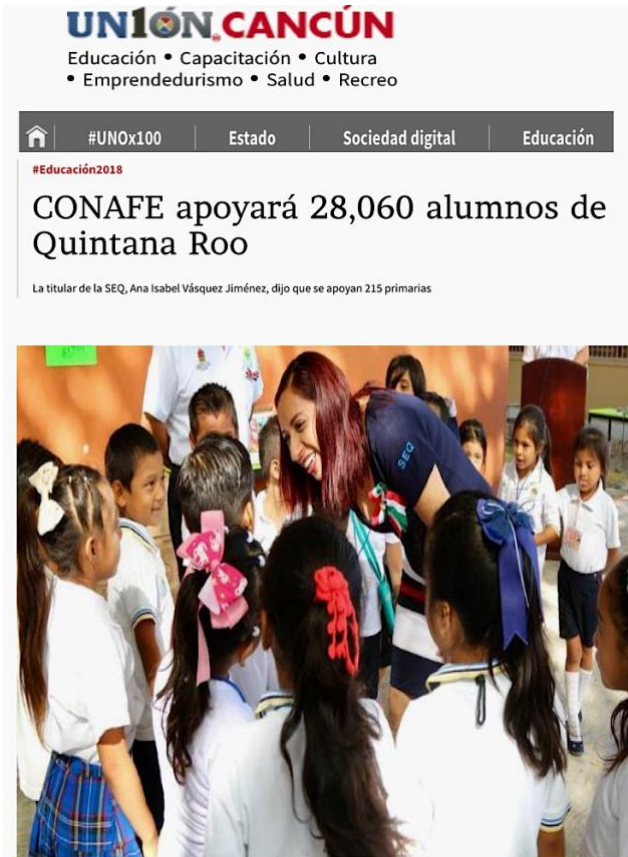 UN1ÓN CANCÚN
Educación • Capacitación • Cultura
• Emprendedurismo • Salud • Recreo
#UNOx100 Estado Sociedad digital Educación
#Educación2018
CONAFE apoyará 28,060 alumnos de
Quintana Roo
La titular de la SEQ, Ana Isabel Vásquez Jiménez, dijo que se apoyan 215 primarias
SEQ